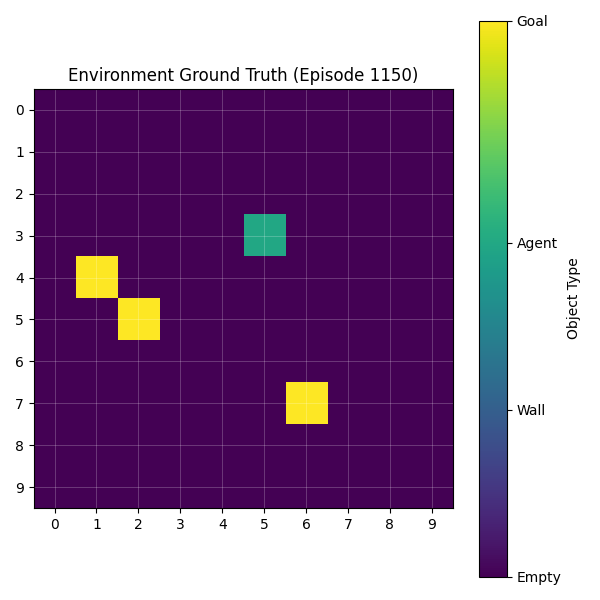 Environment Ground Truth (Episode 1150)
0
1
2
3
4
5
6
7
8
9
0 1 2 3 4 5 6 7 8 9
Goal
Agent
Wall
Empty
Object Type